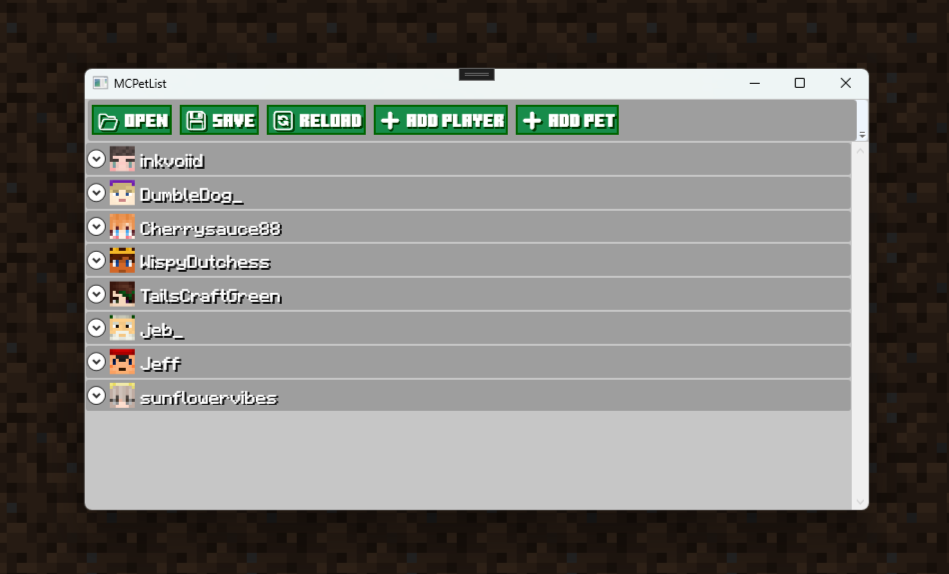 MCPetList
OPEN SAVE RELOAD ADD PLAYER ADD PET
inkvoiid
DumbleDog_
Cherrysauce88
WispyDutchess
TailsCraftGreen
jeb_
Jeff
sunflowervibes